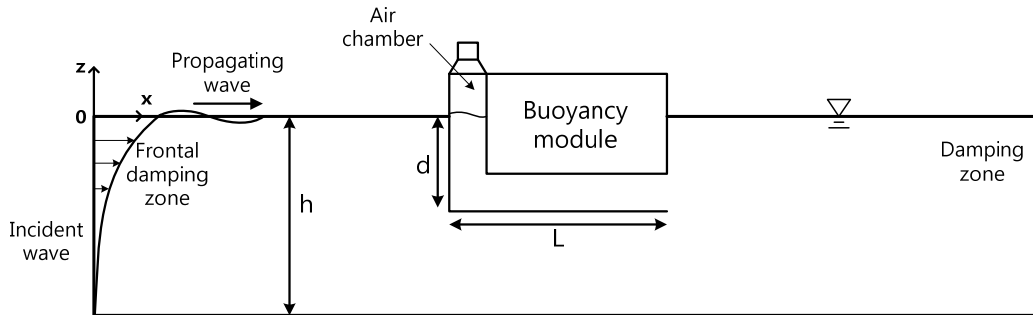 Air
chamber
z
Propagating
wave
x
0
Buoyancy
module
Frontal
damping
zone
d
Damping
zone
h
Incident
wave
L